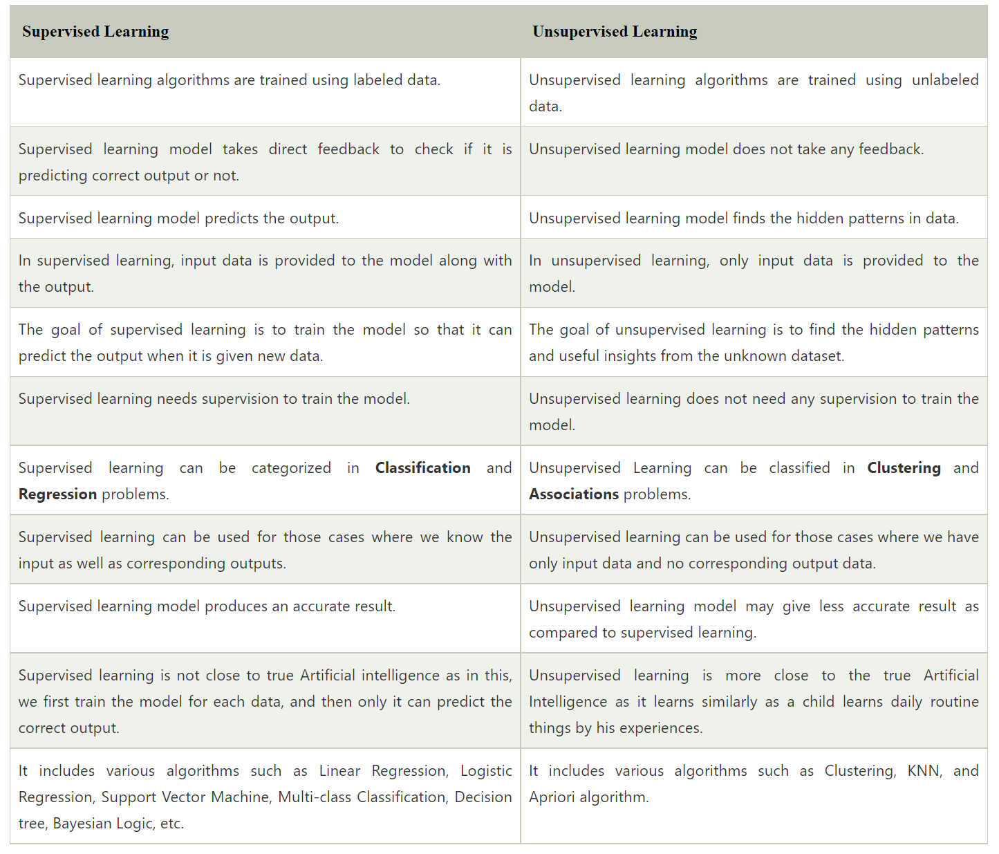 Supervised Learning
Unsupervised Learning
Supervised learning algorithms are trained using labeled data.
Unsupervised learning algorithms are trained using unlabeled
data.
Supervised learning model takes direct feedback to check if it is
predicting correct output or not.
Unsupervised learning model does not take any feedback.
Supervised learning model predicts the output.
Unsupervised learning model finds the hidden patterns in data.
In supervised learning, input data is provided to the model along with
the output.
In unsupervised learning, only input data is provided to the
model.
The goal of supervised learning is to train the model so that it can
predict the output when it is given new data.
The goal of unsupervised learning is to find the hidden patterns
and useful insights from the unknown dataset.
Supervised learning needs supervision to train the model.
Unsupervised learning does not need any supervision to train the
model.
Supervised learning can be categorized in Classification and
Regression problems.
Unsupervised Learning can be classified in Clustering and
Associations problems.
Supervised learning can be used for those cases where we know the
input as well as corresponding outputs.
Unsupervised learning can be used for those cases where we have
only input data and no corresponding output data.
Supervised learning model produces an accurate result.
Unsupervised learning model may give less accurate result as
compared to supervised learning.
Supervised learning is not close to true Artificial intelligence as in this,
we first train the model for each data, and then only it can predict the
correct output.
Unsupervised learning is more close to the true Artificial
Intelligence as it learns similarly as a child learns daily routine
things by his experiences.
It includes various algorithms such as Linear Regression, Logistic
Regression, Support Vector Machine, Multi-class Classification, Decision
tree, Bayesian Logic, etc.
It includes various algorithms such as Clustering, KNN, and
Apriori algorithm.